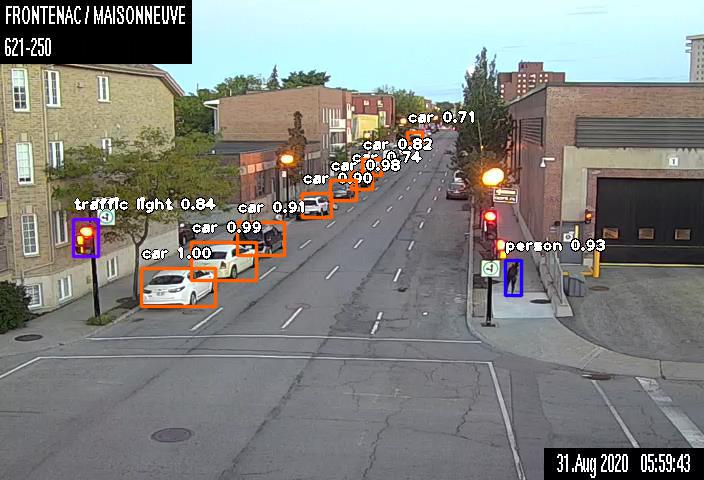 FRONTENAC / MAISONNEUVE
621-250
car 0.71
car 0.82
car 0.74
car 0.98
car 0.90
traffic light 0.84
car 0.91
car 0.99
person 0.93
car 1.00
31.Aug 2020 05:59:43